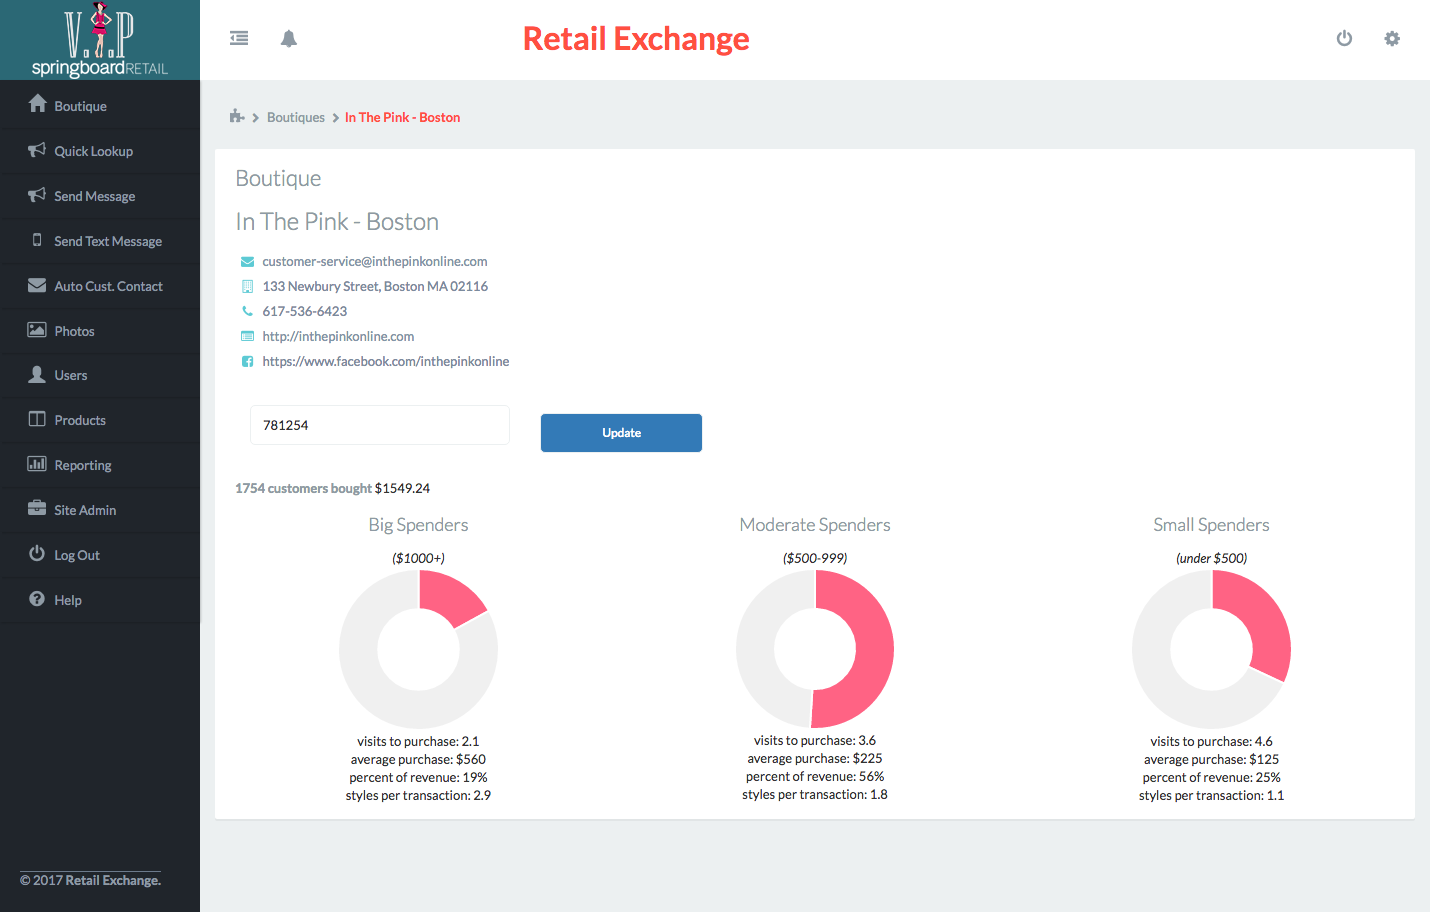 V.I.P
springboardRETAIL
Retail Exchange
Boutique
Quick Lookup
Send Message
Send Text Message
Auto Cust. Contact
Photos
Users
Products
Reporting
Site Admin
Log Out
Help
© 2017 Retail Exchange.
Boutiques
In The Pink - Boston
Boutique
In The Pink - Boston
customer-service@inthepinkonline.com
133 Newbury Street, Boston MA 02116
617-536-6423
http://inthepinkonline.com
https://www.facebook.com/inthepinkonline
781254
Update
1754 customers bought $1549.24
Big Spenders
($1000+)
visits to purchase: 2.1
average purchase: $560
percent of revenue: 19%
styles per transaction: 2.9
Moderate Spenders
($500-999)
visits to purchase: 3.6
average purchase: $225
percent of revenue: 56%
styles per transaction: 1.8
Small Spenders
(under $500)
visits to purchase: 4.6
average purchase: $125
percent of revenue: 25%
styles per transaction: 1.1